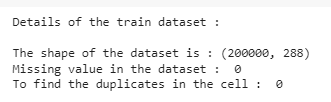 Details of the train dataset :
The shape of the dataset is : (200000, 288)
Missing value in the dataset :  0
To find the duplicates in the cell :  0